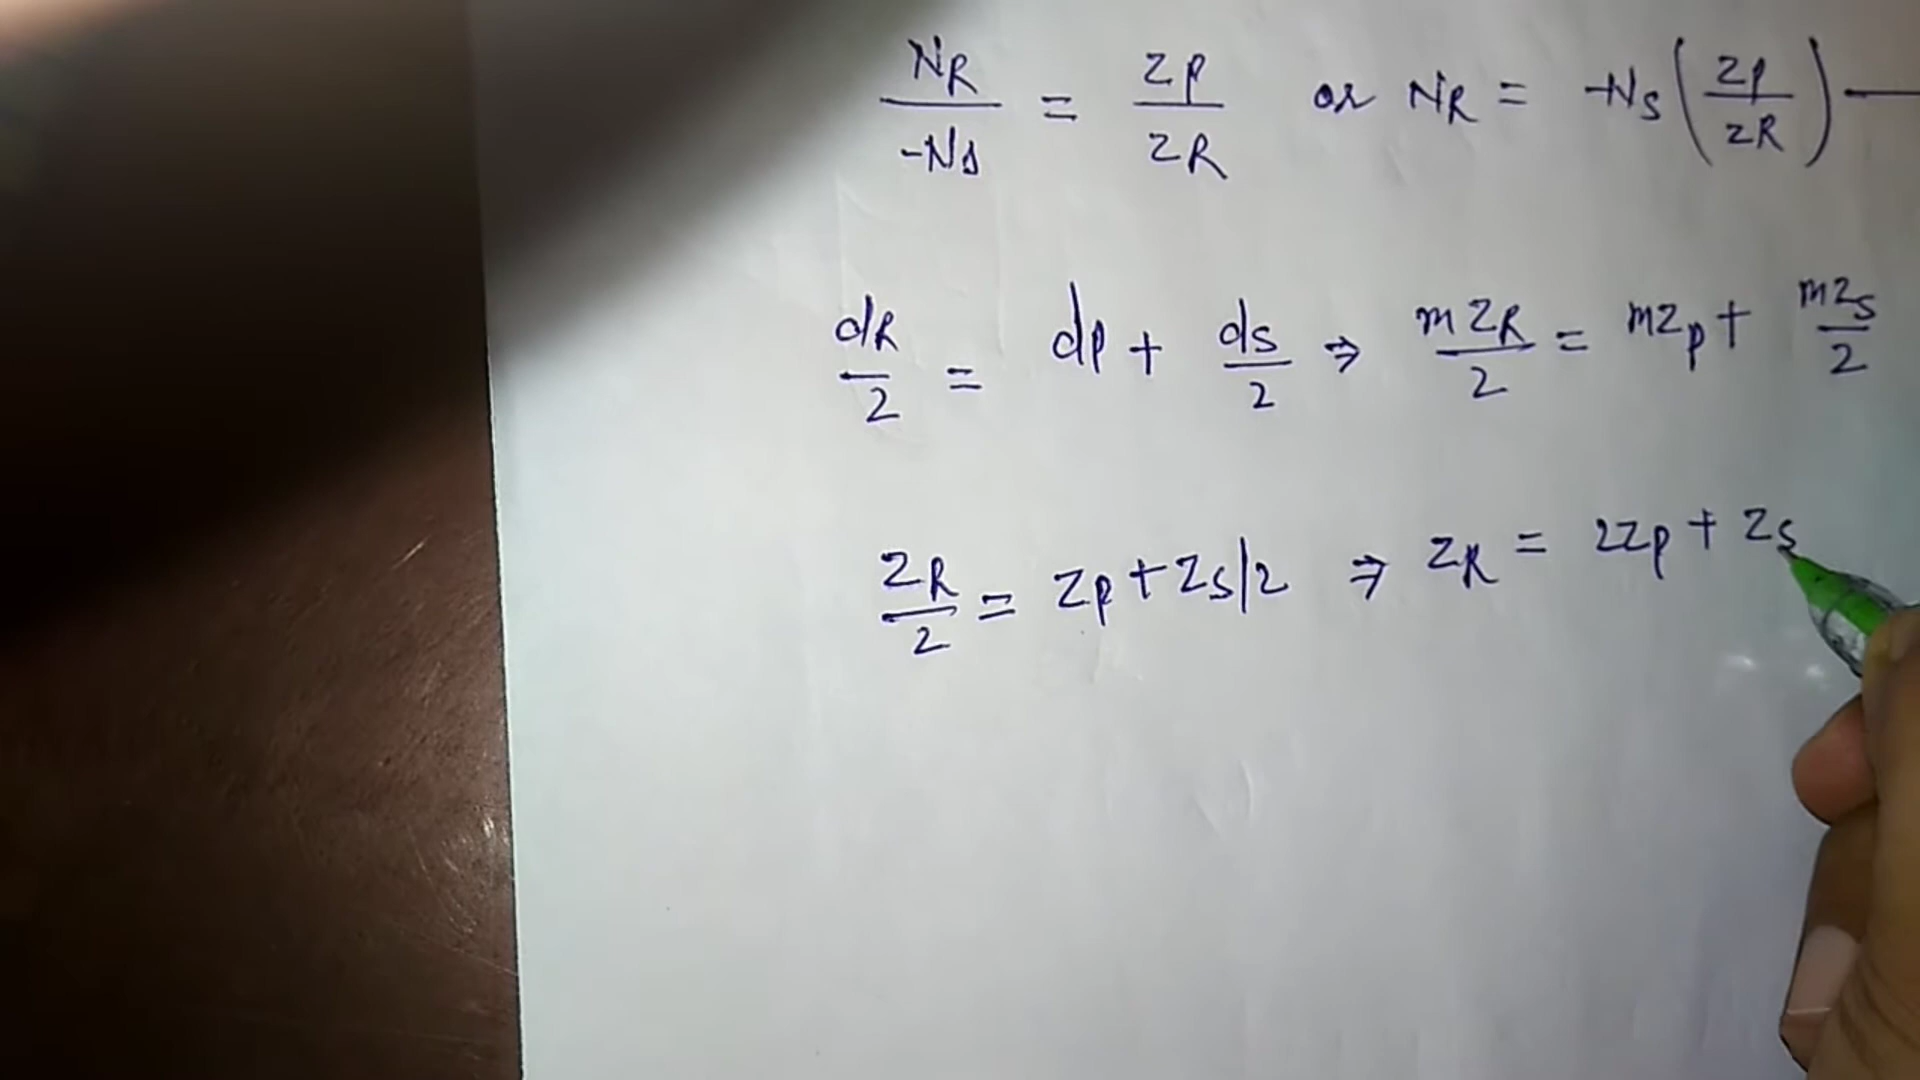 NR/-NS = ZP/ZR or NR = -NS(ZP/ZR) —
dR/2 = dP + dS/2 ⇒ mZR/2 = mZP + mZS/2
ZR/2 = ZP + ZS/2 ⇒ ZR = 2ZP + ZS